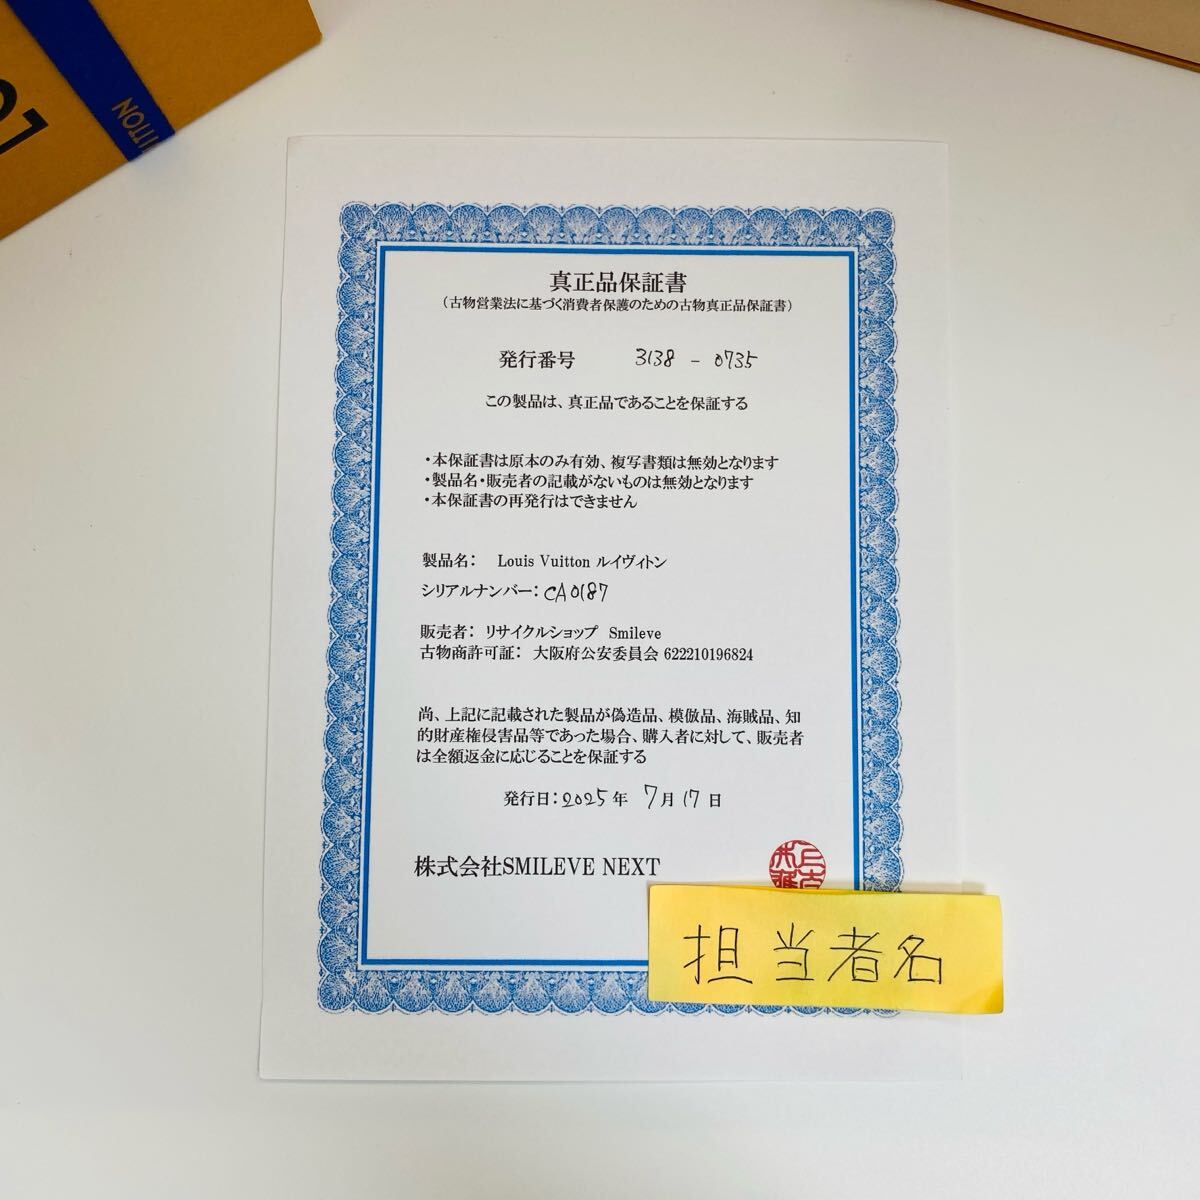 01
VUITTON
真正品保証書
(古物営業法に基づく消費者保護のための古物真正品保証書)
発行番号 3138 - 0735
この製品は、真正品であることを保証する
・本保証書は原本のみ有効、複写書類は無効となります
・製品名・販売者の記載がないものは無効となります
・本保証書の再発行はできません
製品名: Louis Vuitton ルイヴィトン
シリアルナンバー: CA0187
販売者: リサイクルショップ Smileve
古物商許可証: 大阪府公安委員会 622210196824
尚、上記に記載された製品が偽造品、模倣品、海賊品、知
的財産権侵害品等であった場合、購入者に対して、販売者
は全額返金に応じることを保証する
発行日: 2025年 7月 17日
株式会社SMILEVE NEXT
担当者名